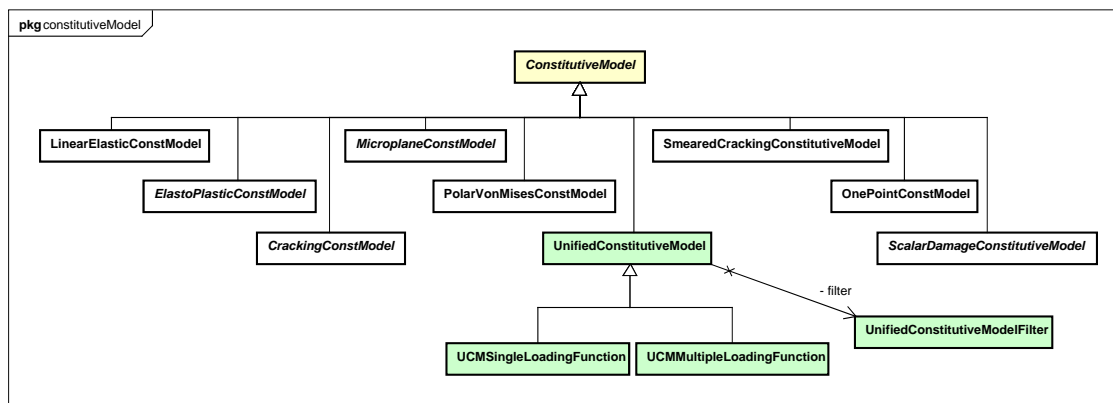 pkg constitutiveModel
ConstitutiveModel
LinearElasticConstModel
MicroplaneConstModel
SmearedCrackingConstitutiveModel
ElastoPlasticConstModel
PolarVonMisesConstModel
OnePointConstModel
CrackingConstModel
UnifiedConstitutiveModel
ScalarDamageConstitutiveModel
- filter
UnifiedConstitutiveModelFilter
UCMSingleLoadingFunction
UCMMultipleLoadingFunction